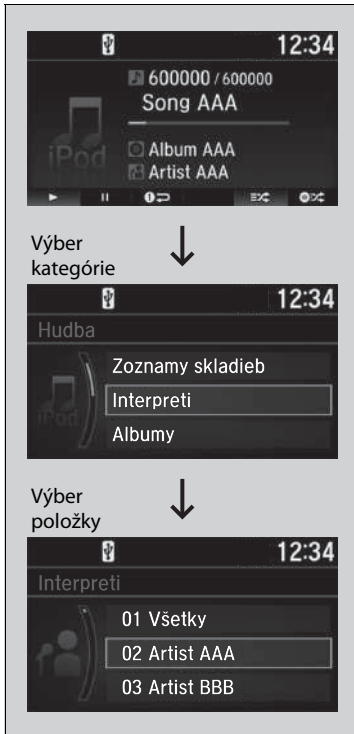 12:34
600000 / 600000
Song AAA
iPod
Album AAA
Artist AAA
Výber
kategórie
12:34
Hudba
Zoznamy skladieb
iPod
Interpreti
Albumy
Výber
položky
12:34
Interpreti
01 Všetky
02 Artist AAA
03 Artist BBB